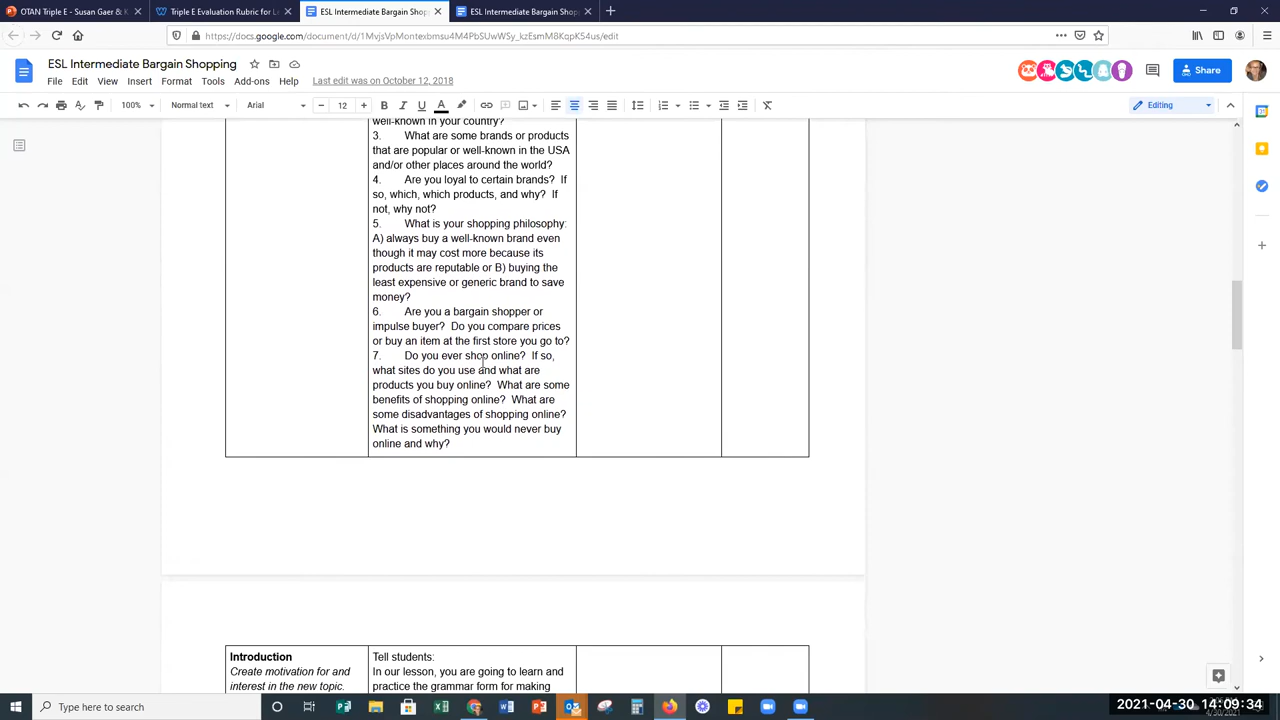 OTAN Triple E - Susan Gaer & K
Triple E Evaluation Rubric for Le
ESL Intermediate Bargain Shopp
ESL Intermediate Bargain Shopp
https://docs.google.com/document/d/1MvjsVpMontexbmsu4M4PbSUwWSy_kzEsmM8KqpK54us/edit
ESL Intermediate Bargain Shopping
File Edit View Insert Format Tools Add-ons Help Last edit was on October 12, 2018
Share
100% Normal text Arial 12 Editing
well-known in your country?
3. What are some brands or products
that are popular or well-known in the USA
and/or other places around the world?
4. Are you loyal to certain brands? If
so, which, which products, and why? If
not, why not?
5. What is your shopping philosophy:
A) always buy a well-known brand even
though it may cost more because its
products are reputable or B) buying the
least expensive or generic brand to save
money?
6. Are you a bargain shopper or
impulse buyer? Do you compare prices
or buy an item at the first store you go to?
7. Do you ever shop online? If so,
what sites do you use and what are
products you buy online? What are some
benefits of shopping online? What are
some disadvantages of shopping online?
What is something you would never buy
online and why?
Introduction
Create motivation for and
interest in the new topic.
Tell students:
In our lesson, you are going to learn and
practice the grammar form for making
Type here to search
2021-04-30 14:09:34